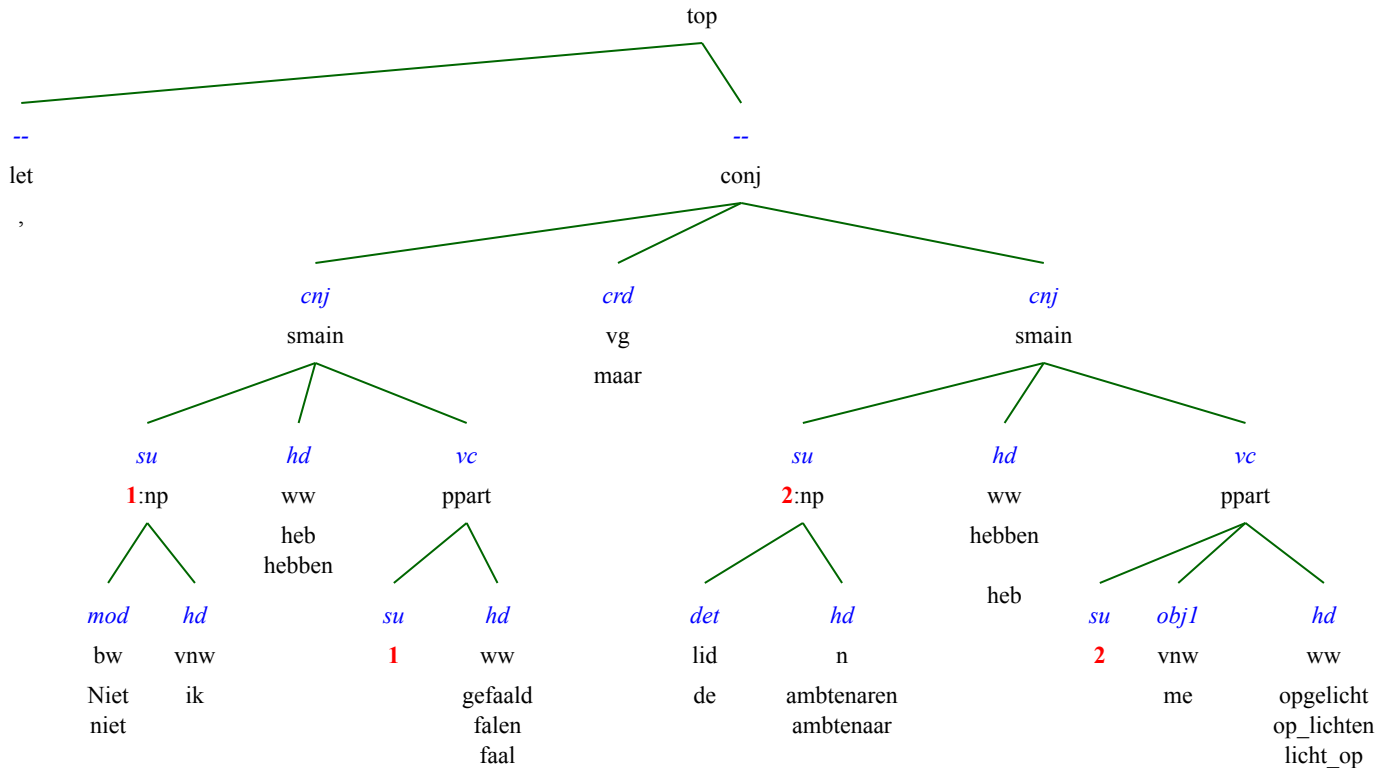 top
-- --
let conj
,
cnj crd cnj
smain vg smain
maar
su hd vc su hd vc
1:np ww ppart 2:np ww ppart
heb hebben
hebben
heb
mod hd su hd det hd su obj1 hd
bw vnw 1 ww lid n 2 vnw ww
Niet ik gefaald de ambtenaren me opgelicht
niet falen ambtenaar op_lichten
faal licht_op